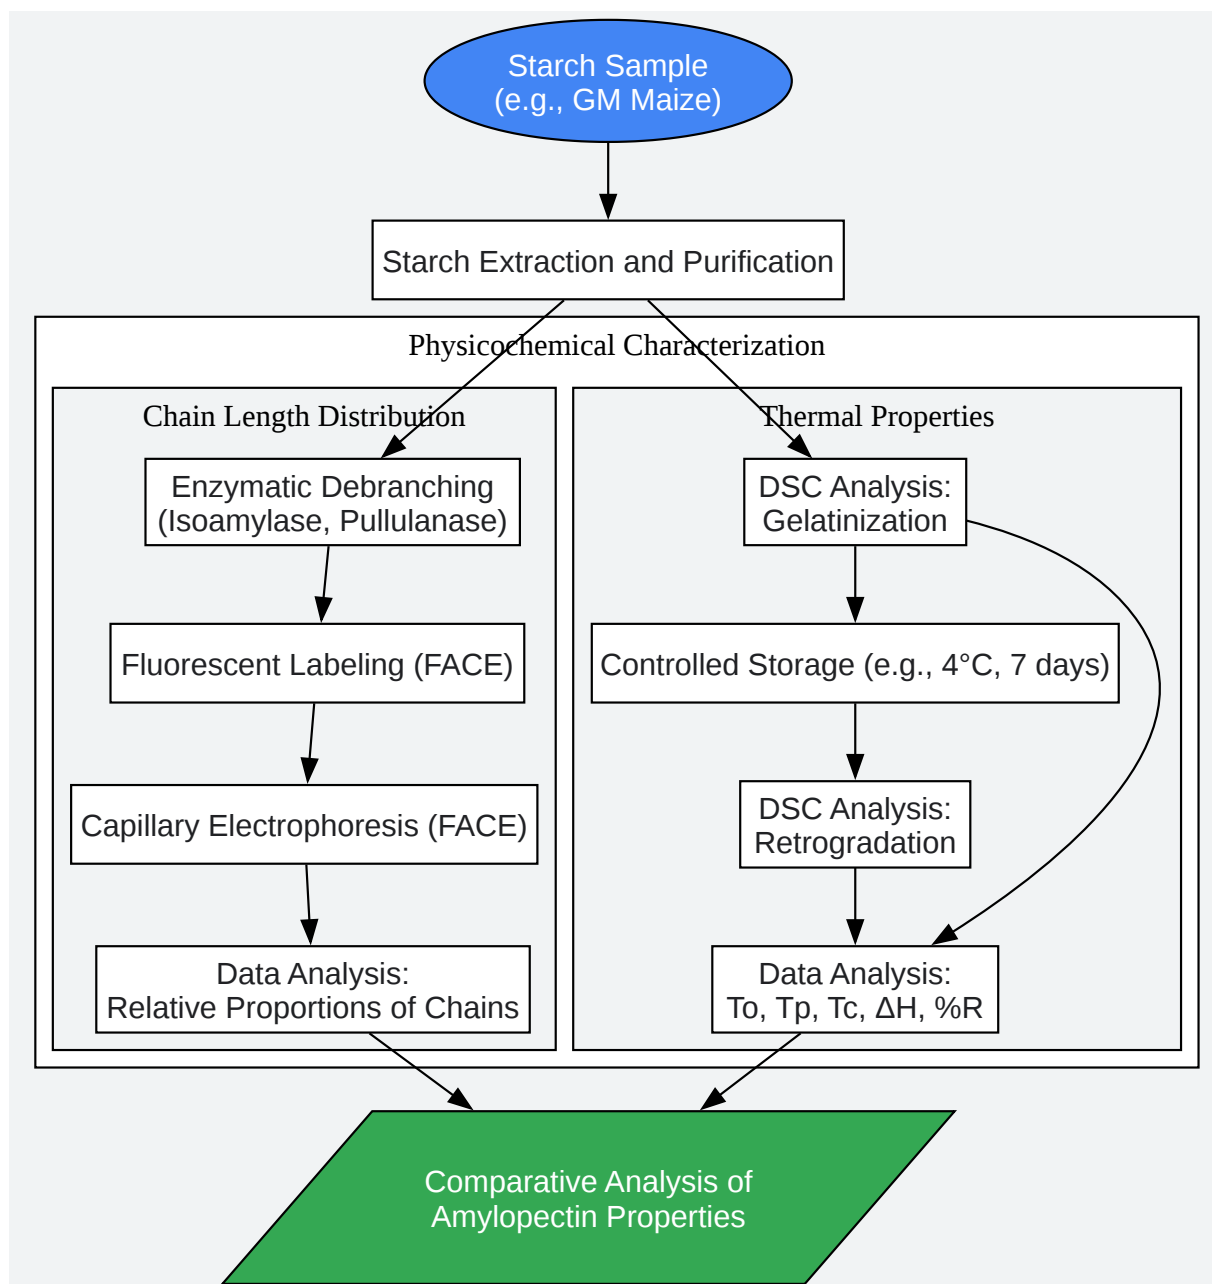 Starch Sample
(e.g., GM Maize)
Starch Extraction and Purification
Physicochemical Characterization
Chain Length Distribution
Enzymatic Debranching
(Isoamylase, Pullulanase)
Fluorescent Labeling (FACE)
Capillary Electrophoresis (FACE)
Data Analysis:
Relative Proportions of Chains
Thermal Properties
DSC Analysis:
Gelatinization
Controlled Storage (e.g., 4°C, 7 days)
DSC Analysis:
Retrogradation
Data Analysis:
To, Tp, Tc, ΔH, %R
Comparative Analysis of
Amylopectin Properties